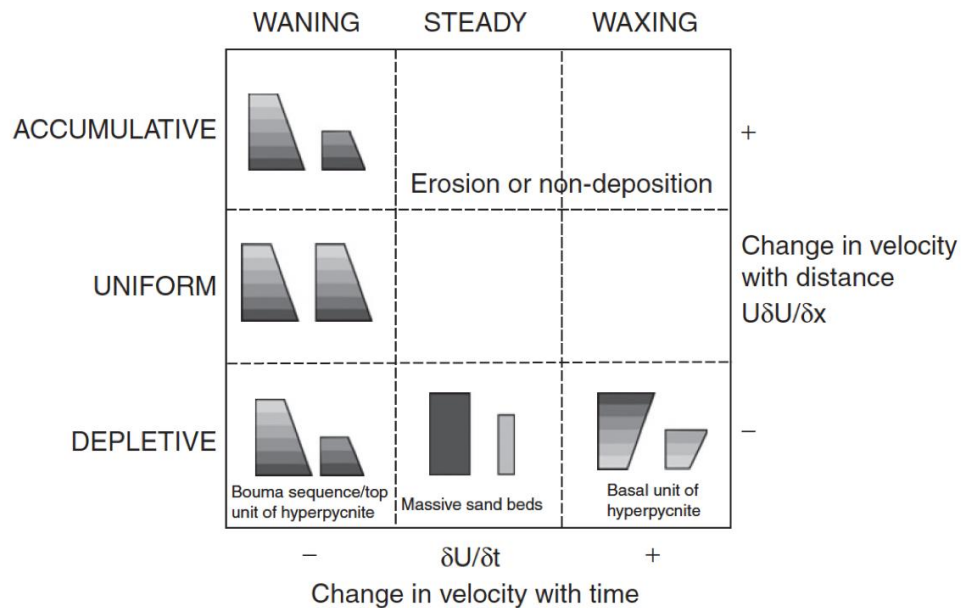 WANING STEADY WAXING
ACCUMULATIVE +
Erosion or non-deposition
Change in velocity
with distance
UδU/δx
UNIFORM
DEPLETIVE −
Bouma sequence/top
unit of hyperpycnite
Massive sand beds
Basal unit of
hyperpycnite
− δU/δt +
Change in velocity with time